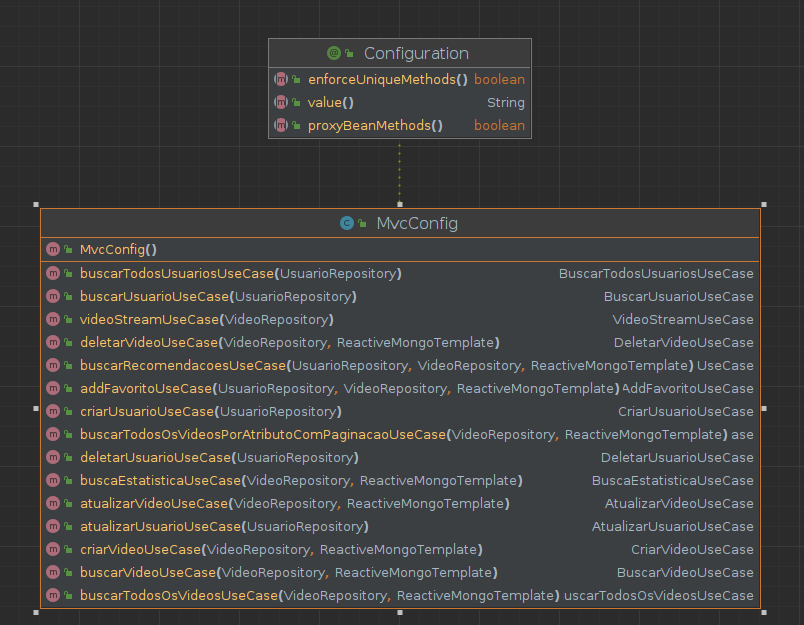 Configuration
enforceUniqueMethods() boolean
value() String
proxyBeanMethods() boolean
MvcConfig
MvcConfig()
buscarTodosUsuariosUseCase(UsuarioRepository) BuscarTodosUsuariosUseCase
buscarUsuarioUseCase(UsuarioRepository) BuscarUsuarioUseCase
videoStreamUseCase(VideoRepository) VideoStreamUseCase
deletarVideoUseCase(VideoRepository, ReactiveMongoTemplate) DeletarVideoUseCase
buscarRecomendacoesUseCase(UsuarioRepository, VideoRepository, ReactiveMongoTemplate) UseCase
addFavoritoUseCase(UsuarioRepository, VideoRepository, ReactiveMongoTemplate) AddFavoritoUseCase
criarUsuarioUseCase(UsuarioRepository) CriarUsuarioUseCase
buscarTodosOsVideosPorAtributoComPaginacaoUseCase(VideoRepository, ReactiveMongoTemplate) ase
deletarUsuarioUseCase(UsuarioRepository) DeletarUsuarioUseCase
buscaEstatisticaUseCase(VideoRepository, ReactiveMongoTemplate) BuscaEstatisticaUseCase
atualizarVideoUseCase(VideoRepository, ReactiveMongoTemplate) AtualizarVideoUseCase
atualizarUsuarioUseCase(UsuarioRepository) AtualizarUsuarioUseCase
criarVideoUseCase(VideoRepository, ReactiveMongoTemplate) CriarVideoUseCase
buscarVideoUseCase(VideoRepository, ReactiveMongoTemplate) BuscarVideoUseCase
buscarTodosOsVideosUseCase(VideoRepository, ReactiveMongoTemplate) uscarTodosOsVideosUseCase